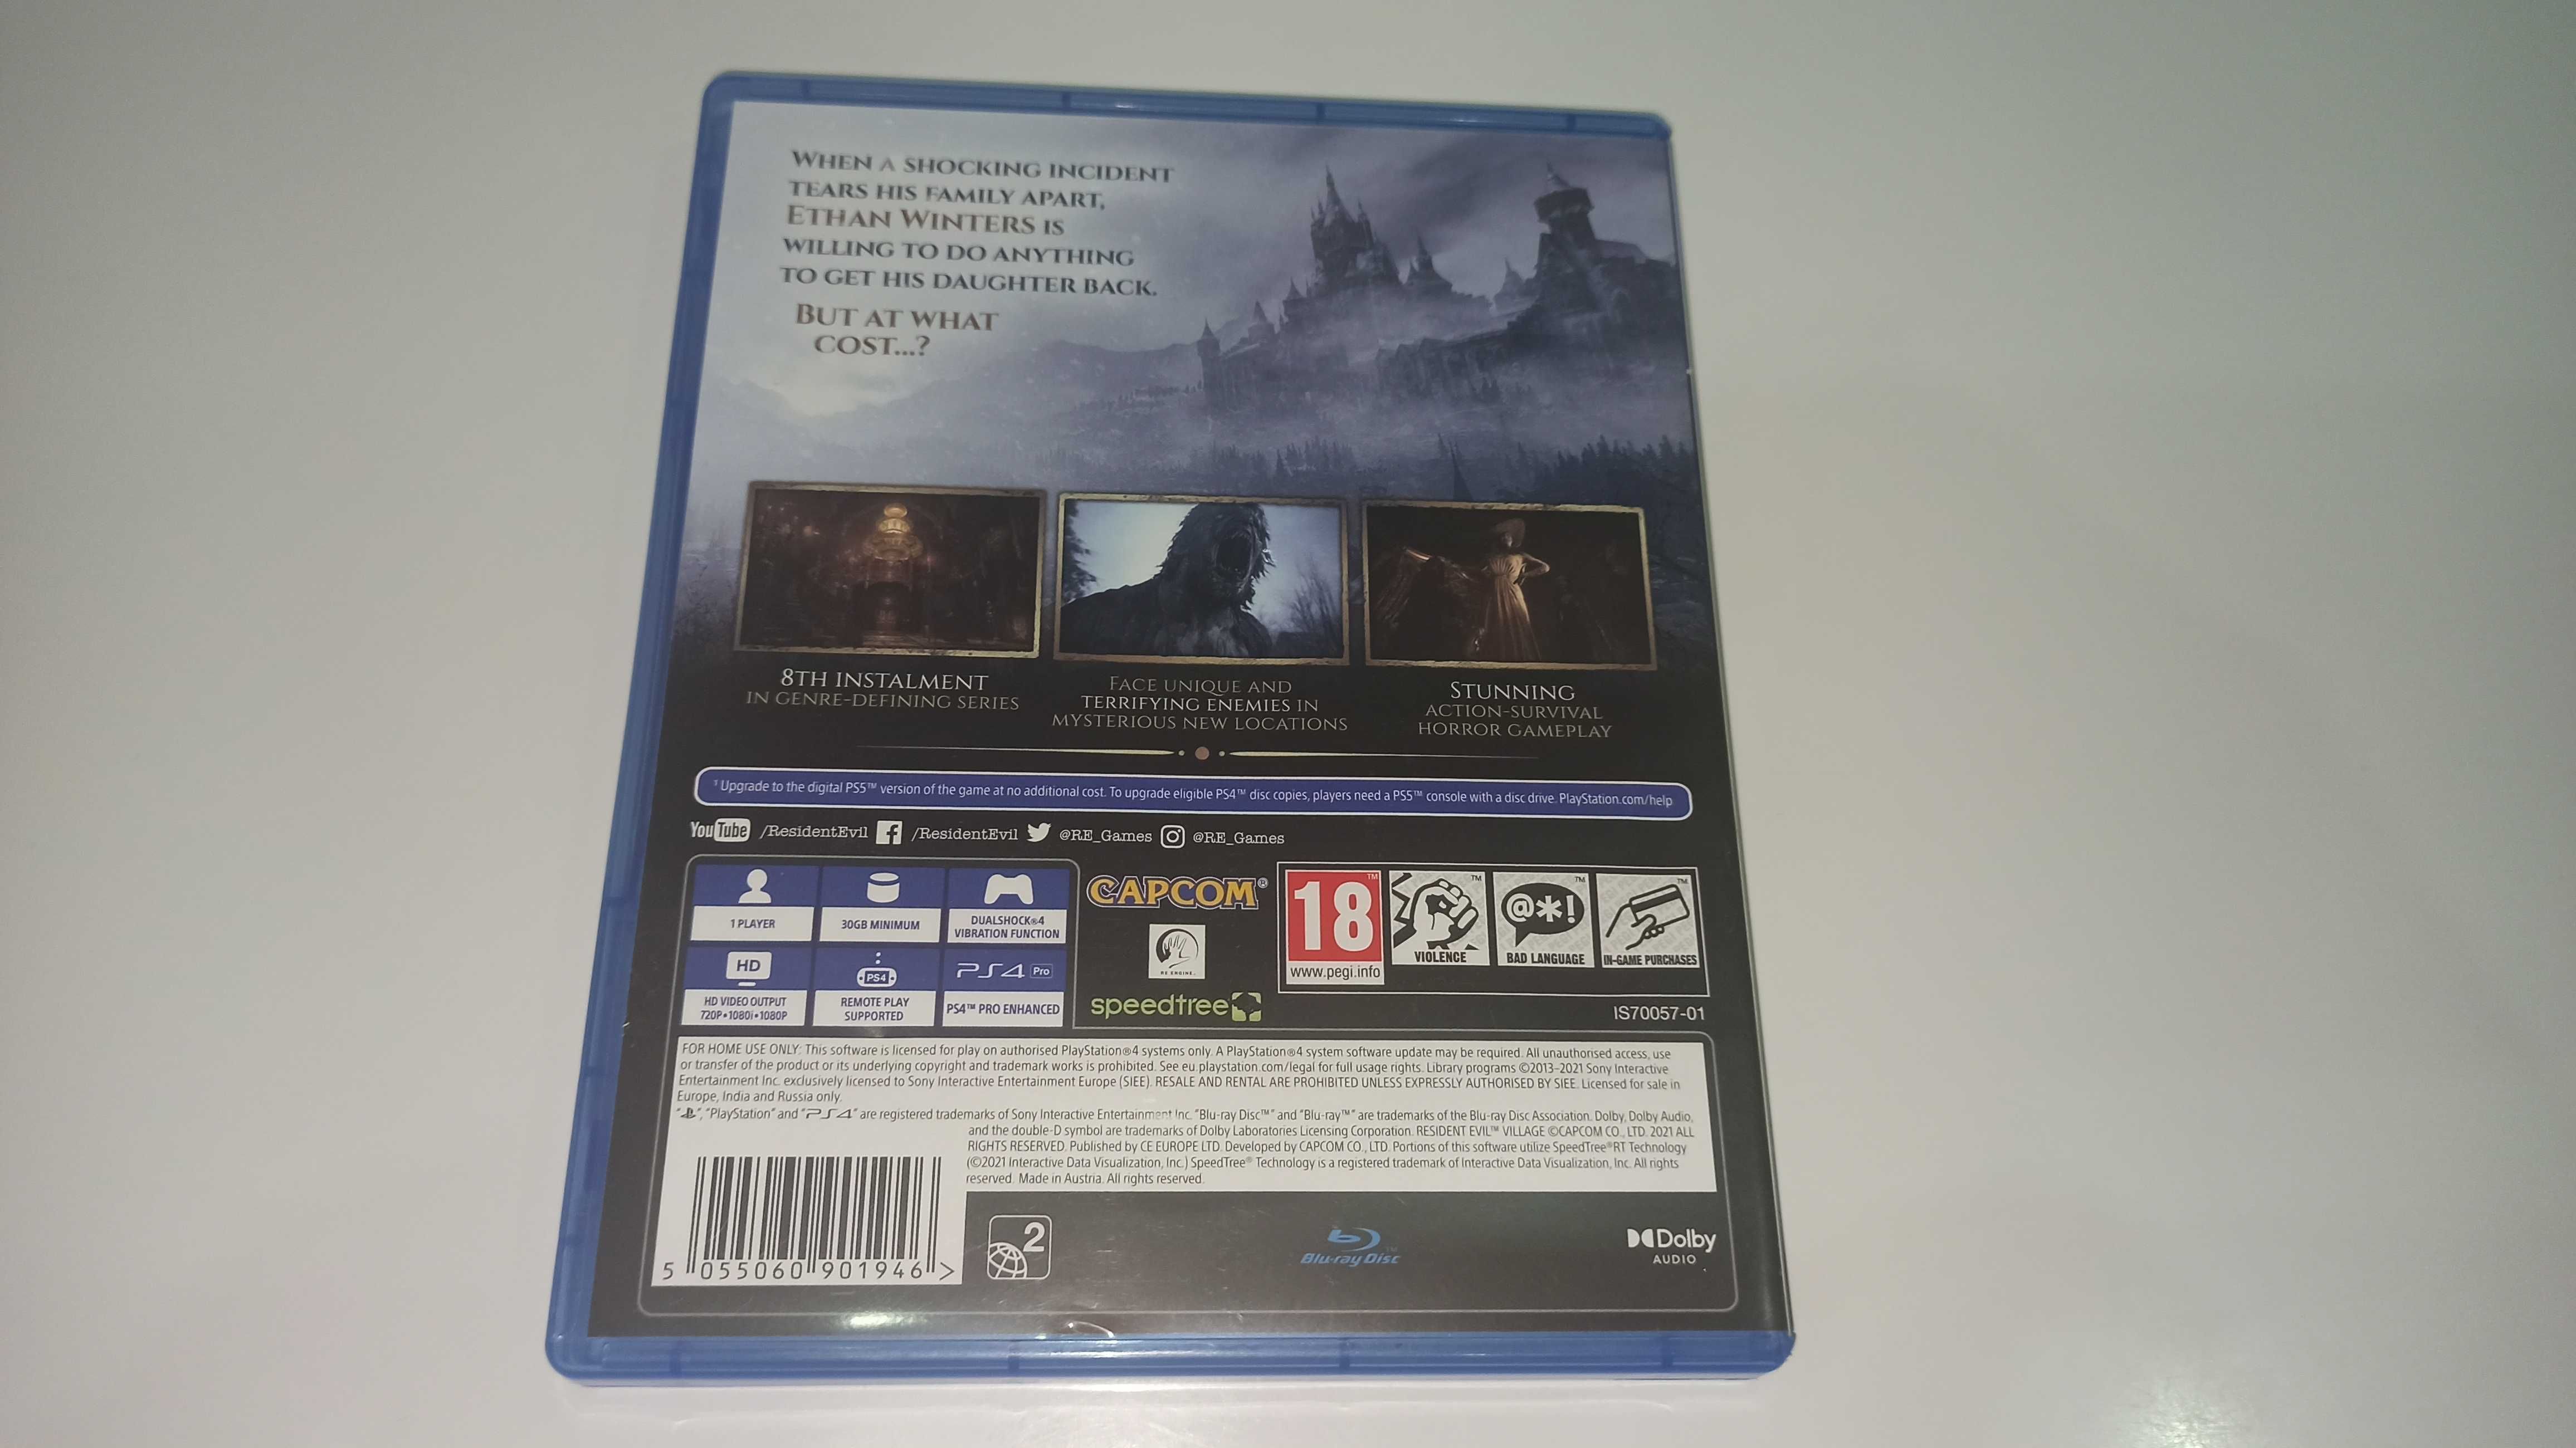 WHEN A SHOCKING INCIDENT
TEARS HIS FAMILY APART,
ETHAN WINTERS IS
WILLING TO DO ANYTHING
TO GET HIS DAUGHTER BACK.
BUT AT WHAT
COST...?
8TH INSTALMENT
IN GENRE-DEFINING SERIES
FACE UNIQUE AND
TERRIFYING ENEMIES IN
MYSTERIOUS NEW LOCATIONS
STUNNING
ACTION-SURVIVAL
HORROR GAMEPLAY
¹ Upgrade to the digital PS5™ version of the game at no additional cost. To upgrade eligible PS4™ disc copies, players need a PS5™ console with a disc drive. PlayStation.com/help
YouTube /ResidentEvil /ResidentEvil @RE_Games @RE_Games
1 PLAYER
30GB MINIMUM
DUALSHOCK®4
VIBRATION FUNCTION
HD
HD VIDEO OUTPUT
720P•1080i•1080P
PS4
REMOTE PLAY
SUPPORTED
PS4 Pro
PS4™ PRO ENHANCED
CAPCOM®
RE ENGINE
speedtree
18™
www.pegi.info
™
VIOLENCE
@*!™
BAD LANGUAGE
™
IN-GAME PURCHASES
IS70057-01
FOR HOME USE ONLY: This software is licensed for play on authorised PlayStation®4 systems only. A PlayStation®4 system software update may be required. All unauthorised access, use
or transfer of the product or its underlying copyright and trademark works is prohibited. See eu.playstation.com/legal for full usage rights. Library programs ©2013-2021 Sony Interactive
Entertainment Inc. exclusively licensed to Sony Interactive Entertainment Europe (SIEE). RESALE AND RENTAL ARE PROHIBITED UNLESS EXPRESSLY AUTHORISED BY SIEE. Licensed for sale in
Europe, India and Russia only.
"", "PlayStation" and "PS4" are registered trademarks of Sony Interactive Entertainment Inc. "Blu-ray Disc™" and "Blu-ray™" are trademarks of the Blu-ray Disc Association. Dolby, Dolby Audio,
and the double-D symbol are trademarks of Dolby Laboratories Licensing Corporation. RESIDENT EVIL™ VILLAGE ©CAPCOM CO., LTD. 2021 ALL
RIGHTS RESERVED. Published by CE EUROPE LTD. Developed by CAPCOM CO., LTD. Portions of this software utilize SpeedTree®RT Technology
(©2021 Interactive Data Visualization, Inc.) SpeedTree® Technology is a registered trademark of Interactive Data Visualization, Inc. All rights
reserved. Made in Austria. All rights reserved.
5 055060 901946 >
2
Blu-ray Disc™
Dolby
AUDIO